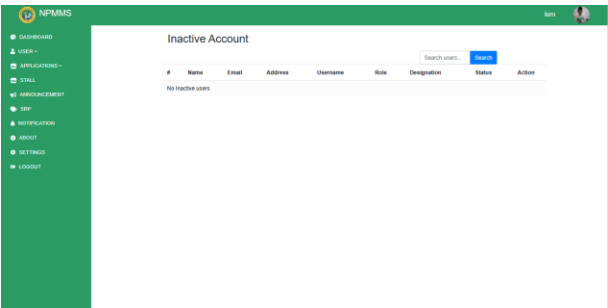 NPMMS
kim
DASHBOARD
USER
APPLICATIONS
STALL
ANNOUNCEMENT
SRP
NOTIFICATION
ABOUT
SETTINGS
LOGOUT
Inactive Account
Search users... Search
# Name Email Address Username Role Designation Status Action
No Inactive users